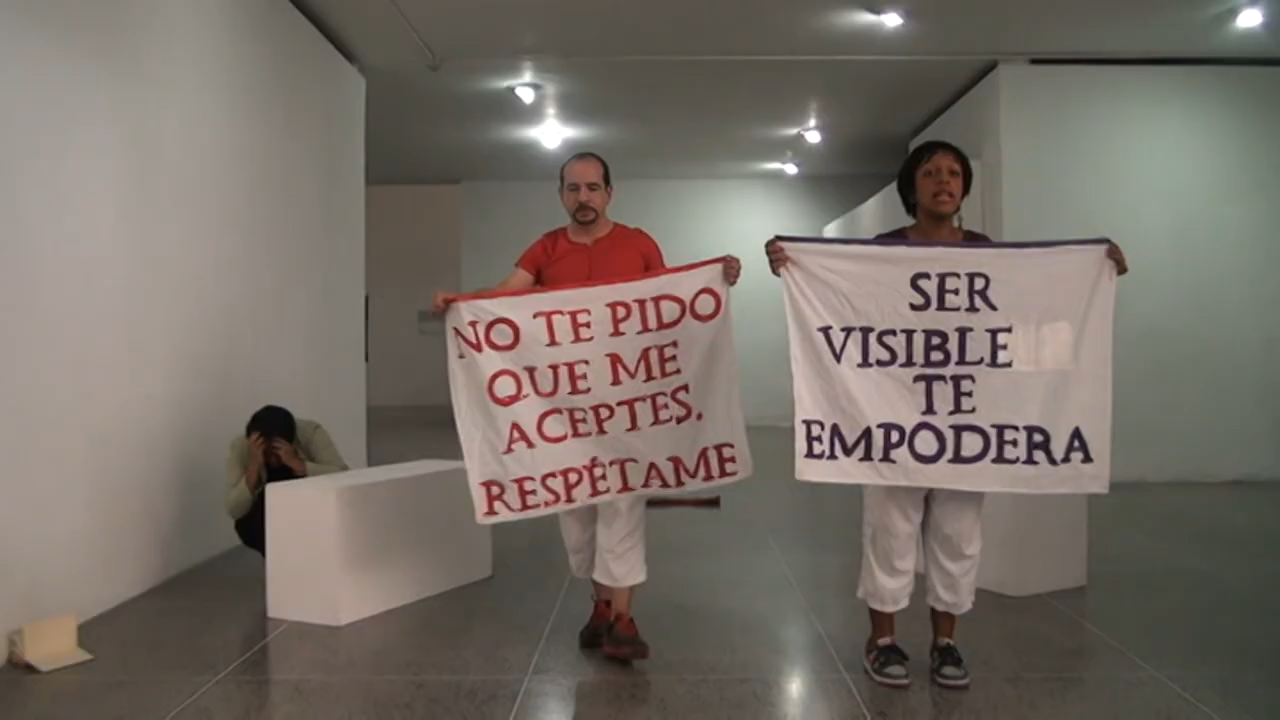 NO TE PIDO
QUE ME
ACEPTES.
RESPÉTAME
SER
VISIBLE
TE
EMPODERA